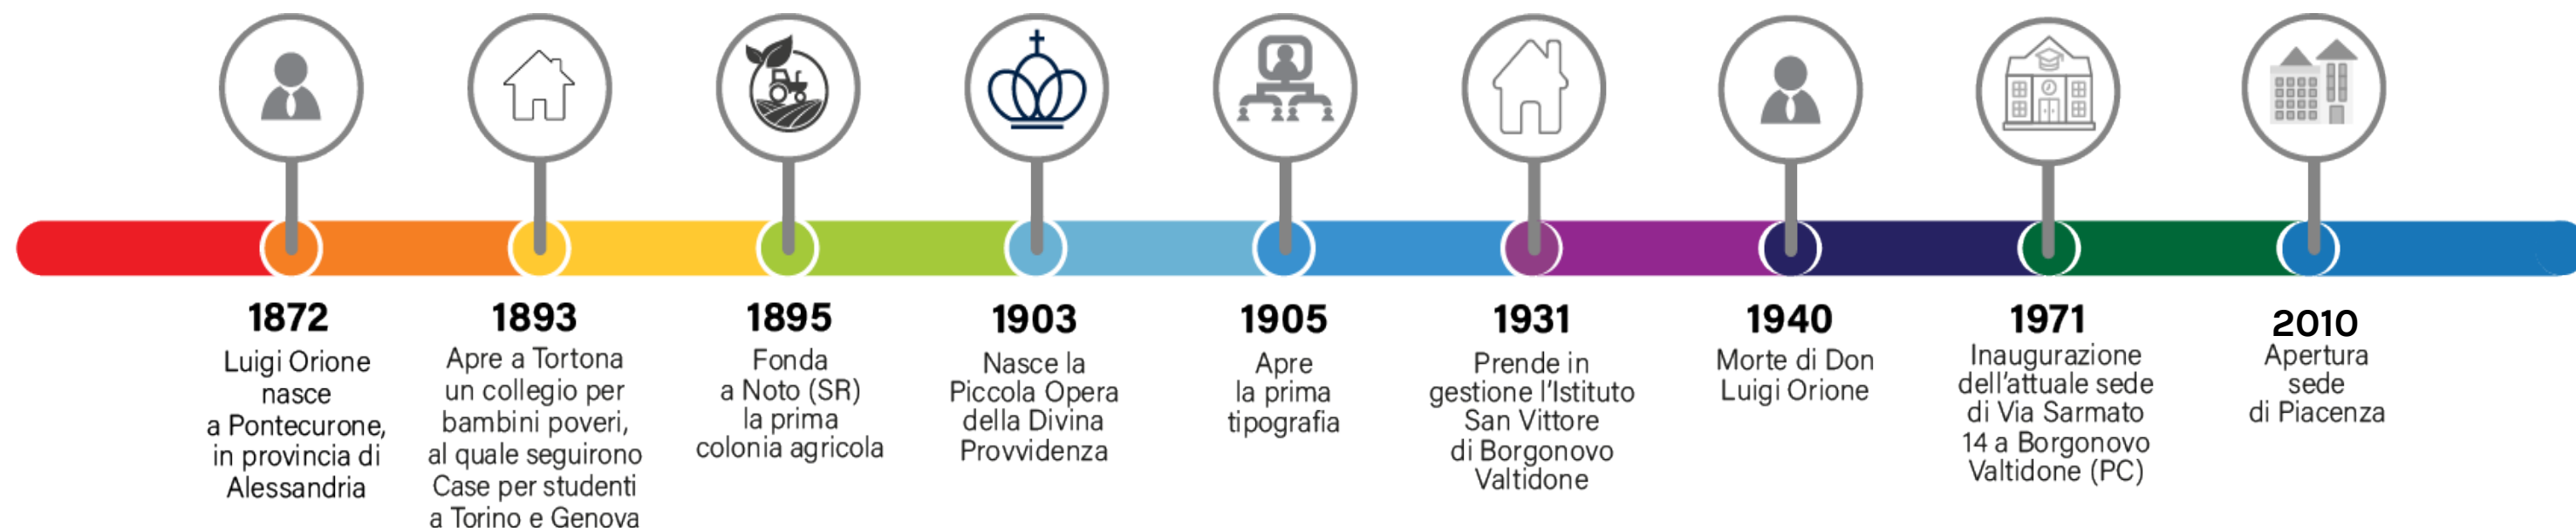 1872
Luigi Orione
nasce
a Pontecurone,
in provincia di
Alessandria
1893
Apre a Tortona
un collegio per
bambini poveri,
al quale seguirono
Case per studenti
a Torino e Genova
1895
Fonda
a Noto (SR)
la prima
colonia agricola
1903
Nasce la
Piccola Opera
della Divina
Provvidenza
1905
Apre
la prima
tipografia
1931
Prende in
gestione l'Istituto
San Vittore
di Borgonovo
Valtidone
1940
Morte di Don
Luigi Orione
1971
Inaugurazione
dell'attuale sede
di Via Sarmato
14 a Borgonovo
Valtidone (PC)
2010
Apertura
sede
di Piacenza